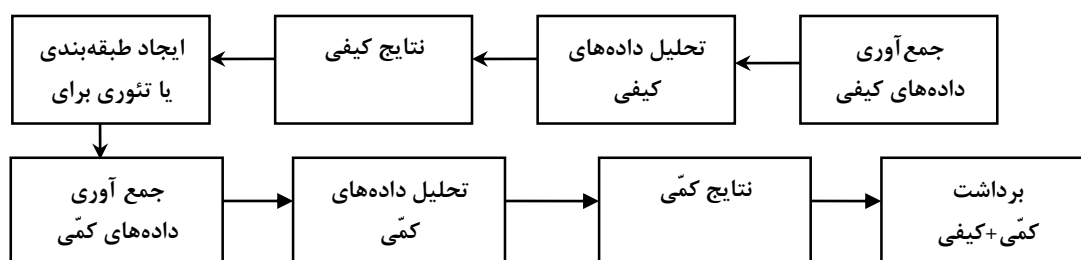 جمع‌آوری
داده‌های کیفی
تحلیل داده‌های
کیفی
نتایج کیفی
ایجاد طبقه‌بندی
یا تئوری برای
جمع آوری
داده‌های کمّی
تحلیل داده‌های
کمّی
نتایج کمّی
برداشت
کمّی+کیفی